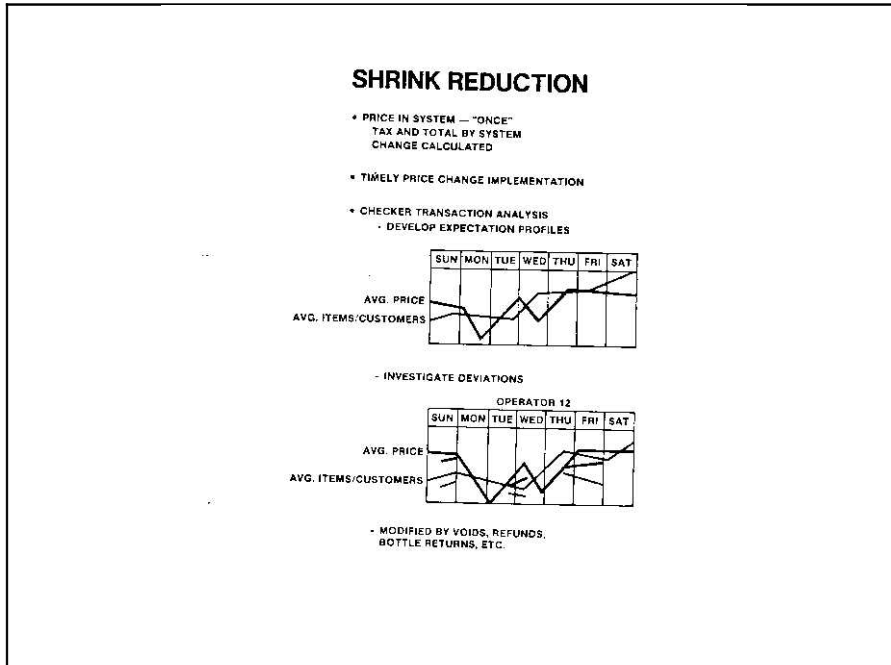 SHRINK REDUCTION
• PRICE IN SYSTEM — "ONCE"
TAX AND TOTAL BY SYSTEM
CHANGE CALCULATED
• TIMELY PRICE CHANGE IMPLEMENTATION
• CHECKER TRANSACTION ANALYSIS
- DEVELOP EXPECTATION PROFILES
SUN MON TUE WED THU FRI SAT
AVG. PRICE
AVG. ITEMS/CUSTOMERS
- INVESTIGATE DEVIATIONS
OPERATOR 12
SUN MON TUE WED THU FRI SAT
AVG. PRICE
AVG. ITEMS/CUSTOMERS
- MODIFIED BY VOIDS, REFUNDS,
BOTTLE RETURNS, ETC.